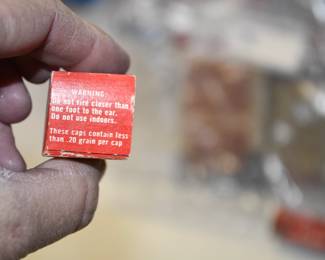 WARNING:
Do not fire closer than
one foot to the ear.
Do not use indoors.
These caps contain less
than .20 grain per cap